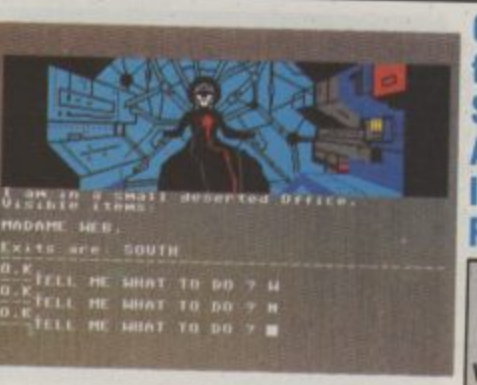 I am in a small deserted Office.
Visible items:
MADAME WEB.
Exits are: SOUTH
O.K
TELL ME WHAT TO DO ? W
O.K
TELL ME WHAT TO DO ? N
O.K
TELL ME WHAT TO DO ?